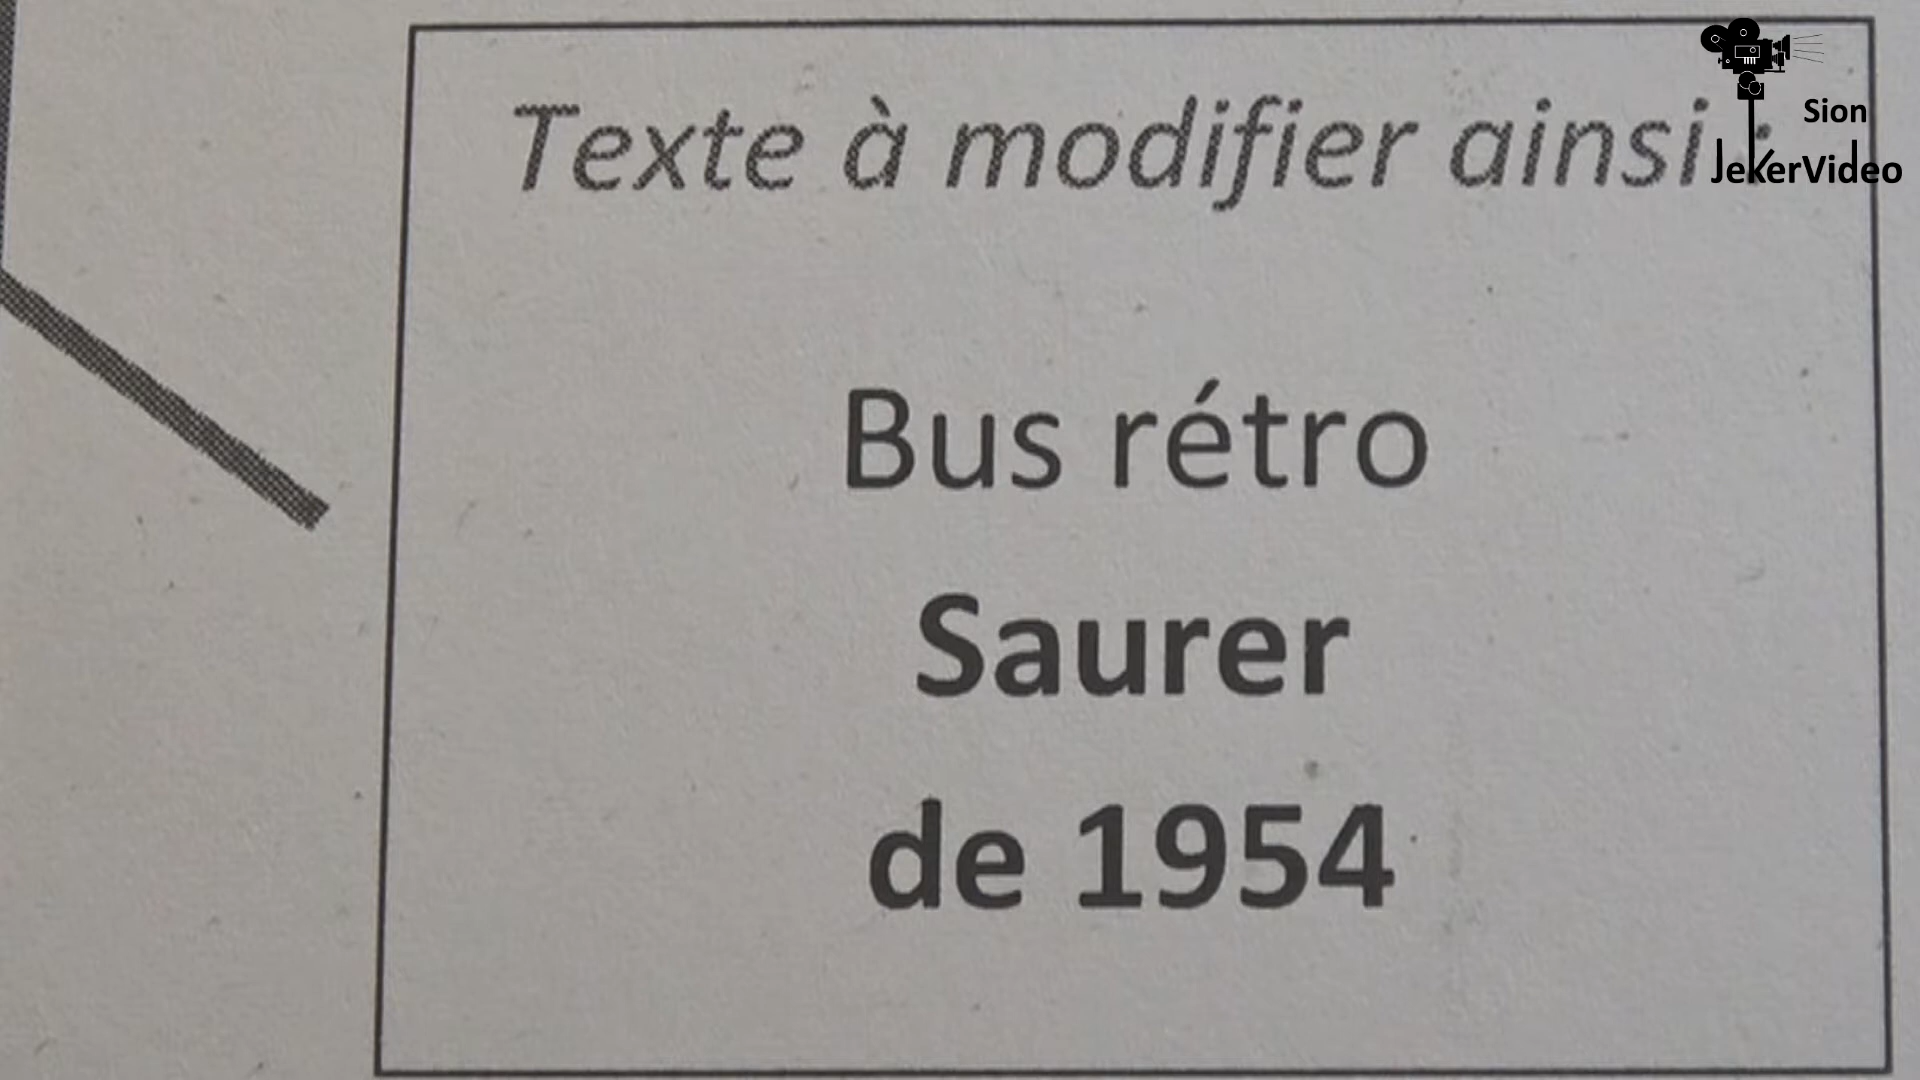 Texte à modifier ainsi :
Bus rétro
Saurer
de 1954
Sion
JekerVideo